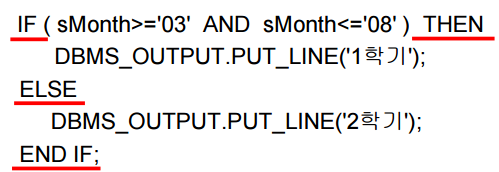 IF ( sMonth>='03' AND sMonth<='08' ) THEN
DBMS_OUTPUT.PUT_LINE('1학기');
ELSE
DBMS_OUTPUT.PUT_LINE('2학기');
END IF;